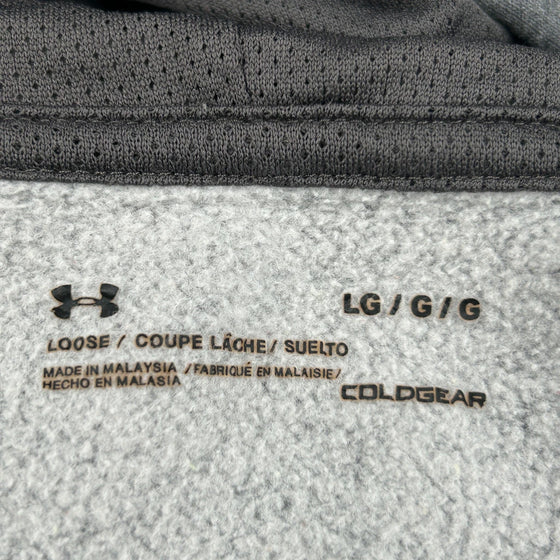 LG / G / G
LOOSE / COUPE LÂCHE / SUELTO
MADE IN MALAYSIA / FABRIQUÉ EN MALAISIE /
HECHO EN MALASIA
COLDGEAR